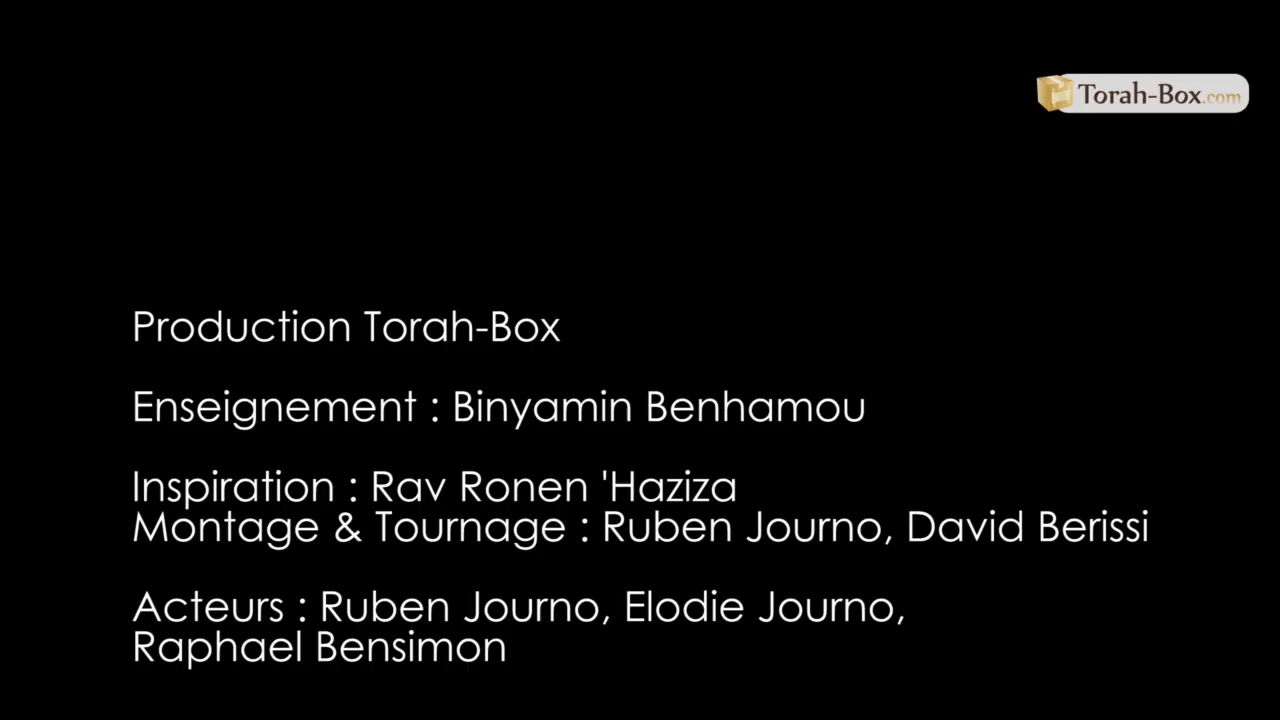 Torah-Box.com
Production Torah-Box
Enseignement : Binyamin Benhamou
Inspiration : Rav Ronen 'Haziza
Montage & Tournage : Ruben Journo, David Berissi
Acteurs : Ruben Journo, Elodie Journo,
Raphael Bensimon